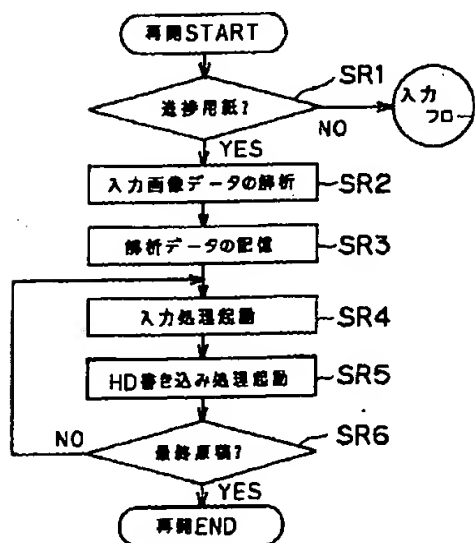 再開START
SR1
進捗用紙?
入力
フロー
NO
YES
入力画像データの解析
SR2
解析データの記憶
SR3
入力処理起動
SR4
HD書き込み処理起動
SR5
NO
最終原稿?
SR6
YES
再開END